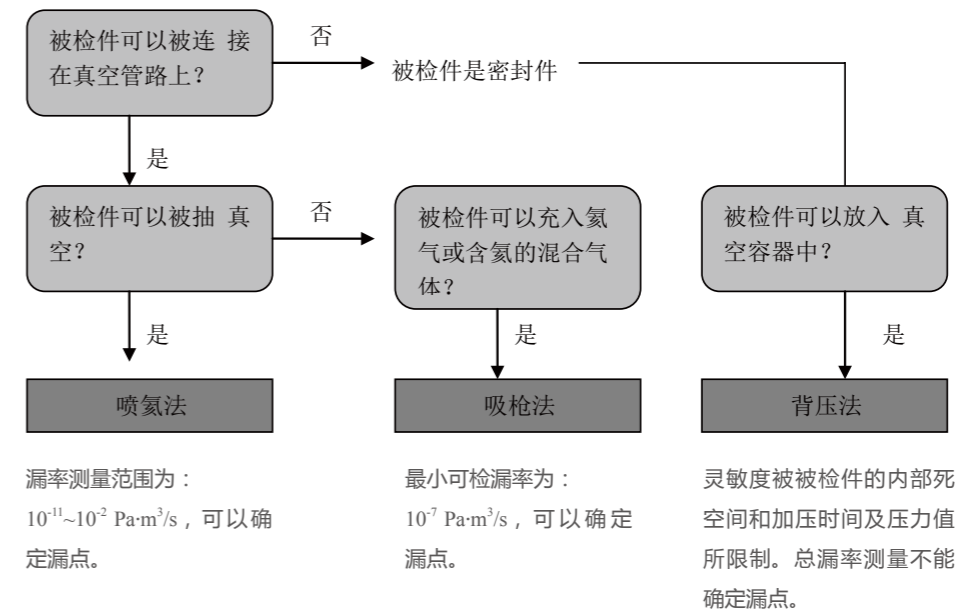 被检件可以被连 接
在真空管路上？
否
被检件是密封件
是
被检件可以被抽 真
空？
否
被检件可以充入氦
气或含氦的混合气
体？
被检件可以放入 真
空容器中？
是
是
是
喷氦法
吸枪法
背压法
漏率测量范围为：
10⁻¹¹~10⁻² Pa·m³/s，可以确
定漏点。
最小可检漏率为：
10⁻⁷ Pa·m³/s，可以确定
漏点。
灵敏度被被检件的内部死
空间和加压时间及压力值
所限制。总漏率测量不能
确定漏点。